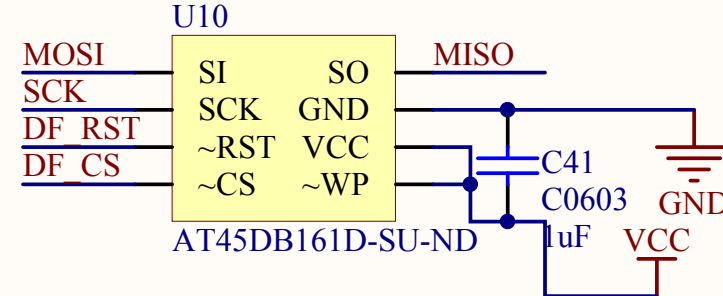 U10
MOSI SI SO MISO
SCK SCK GND
DF_RST ~RST VCC C41
DF_CS ~CS ~WP C0603 GND
AT45DB161D-SU-ND 1uF VCC